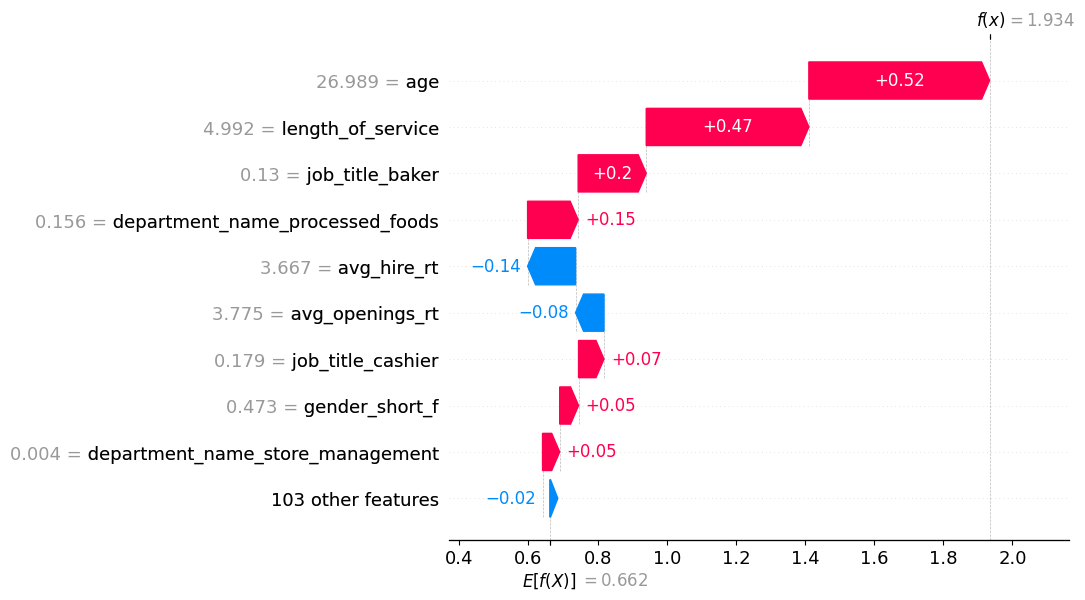 f(x) = 1.934
26.989 = age
+0.52
4.992 = length_of_service
+0.47
0.13 = job_title_baker
+0.2
0.156 = department_name_processed_foods
+0.15
3.667 = avg_hire_rt
−0.14
3.775 = avg_openings_rt
−0.08
0.179 = job_title_cashier
+0.07
0.473 = gender_short_f
+0.05
0.004 = department_name_store_management
+0.05
103 other features
−0.02
0.4 0.6 0.8 1.0 1.2 1.4 1.6 1.8 2.0
E[f(X)] = 0.662